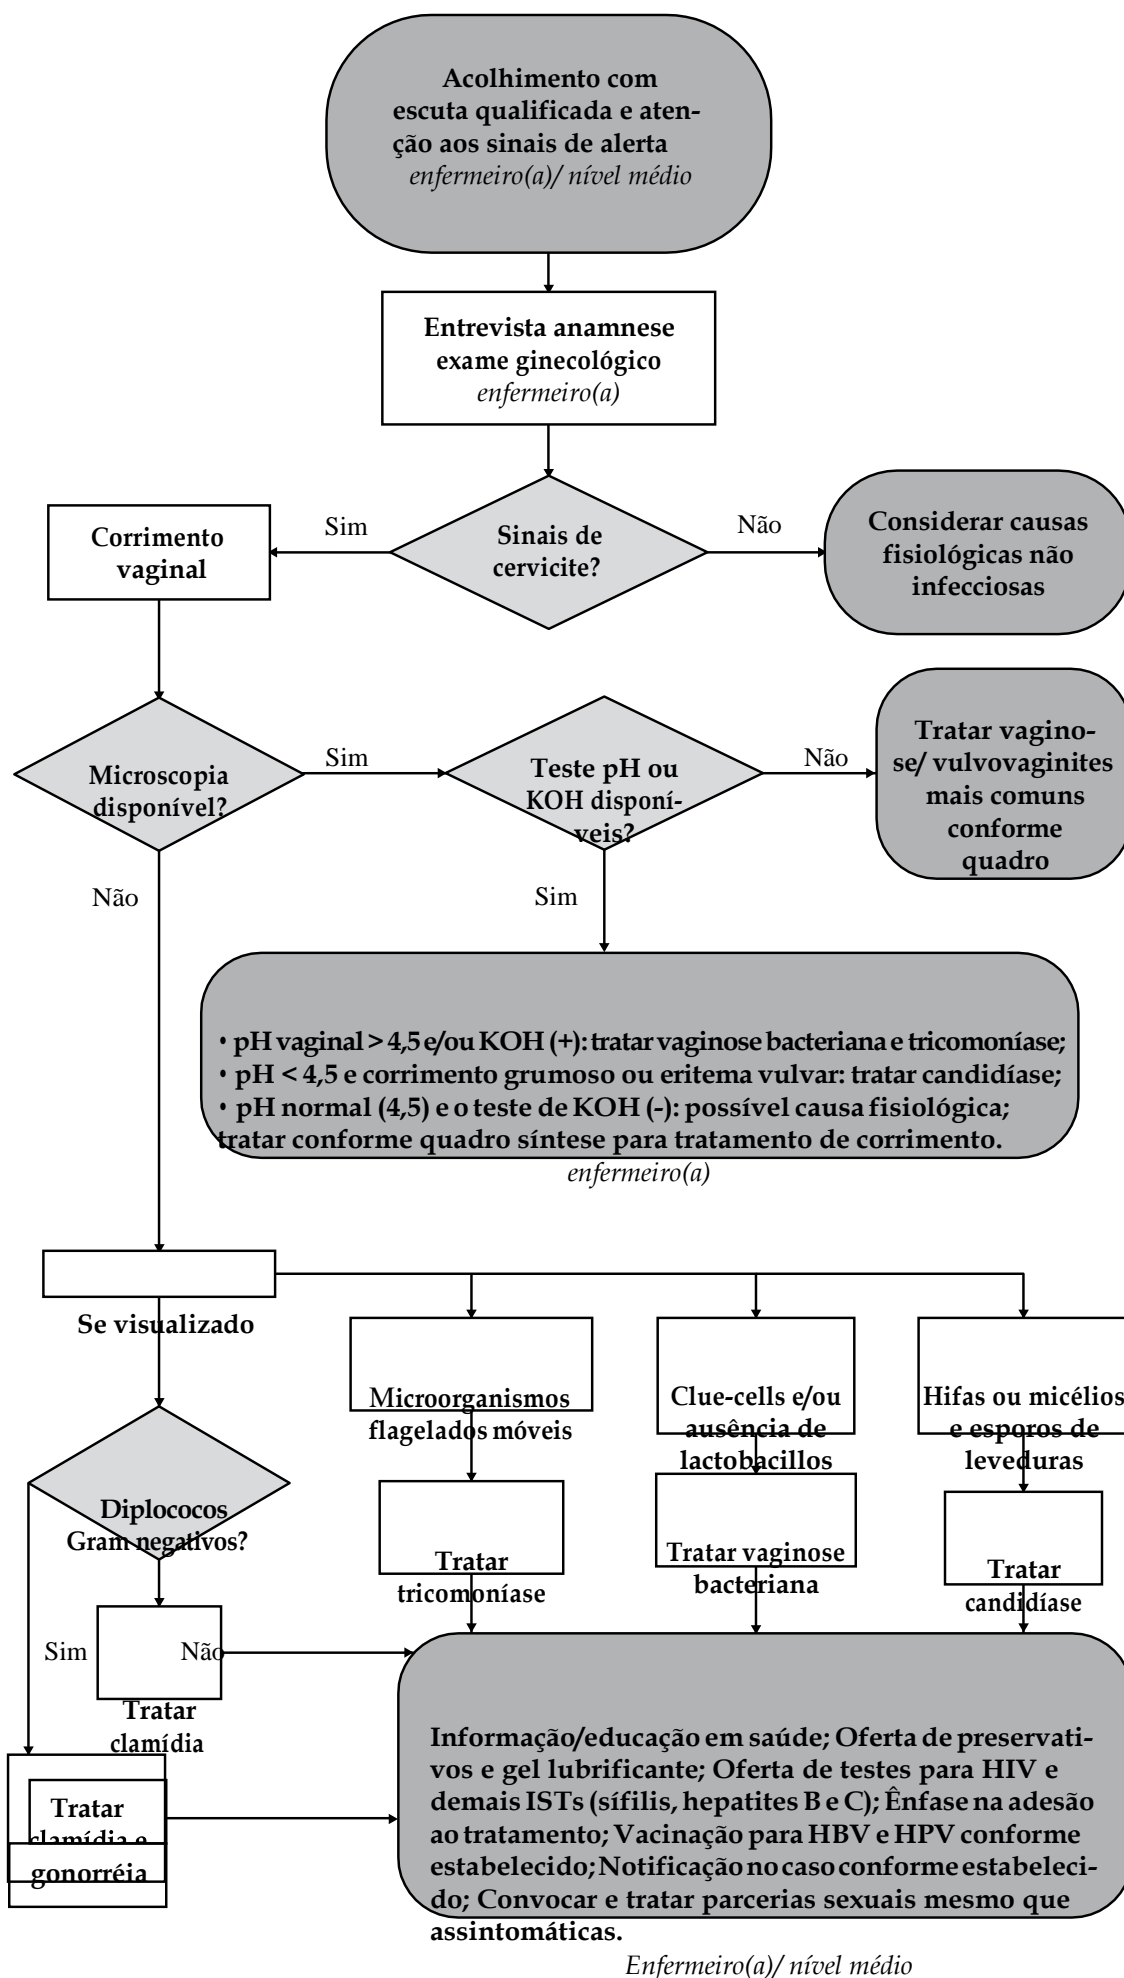 Acolhimento com
escuta qualificada e aten-
ção aos sinais de alerta
enfermeiro(a)/ nível médio
Entrevista anamnese
exame ginecológico
enfermeiro(a)
Sinais de
cervicite?
Sim
Não
Corrimento
vaginal
Considerar causas
fisiológicas não
infecciosas
Microscopia
disponível?
Sim
Não
Teste pH ou
KOH disponí-
veis?
Não
Sim
Tratar vagino-
se/ vulvovaginites
mais comuns
conforme
quadro
• pH vaginal > 4,5 e/ou KOH (+): tratar vaginose bacteriana e tricomoníase;
• pH < 4,5 e corrimento grumoso ou eritema vulvar: tratar candidíase;
• pH normal (4,5) e o teste de KOH (-): possível causa fisiológica;
tratar conforme quadro síntese para tratamento de corrimento.
enfermeiro(a)
Se visualizado
Microorganismos
flagelados móveis
Clue-cells e/ou
ausência de
lactobacillos
Hifas ou micélios
e esporos de
leveduras
Diplococos
Gram negativos?
Tratar
tricomoníase
Tratar vaginose
bacteriana
Tratar
candidíase
Sim
Não
Tratar
clamídia
Tratar
clamídia e
gonorréia
Informação/educação em saúde; Oferta de preservati-
vos e gel lubrificante; Oferta de testes para HIV e
demais ISTs (sífilis, hepatites B e C); Ênfase na adesão
ao tratamento; Vacinação para HBV e HPV conforme
estabelecido; Notificação no caso conforme estabeleci-
do; Convocar e tratar parcerias sexuais mesmo que
assintomáticas.
Enfermeiro(a)/ nível médio